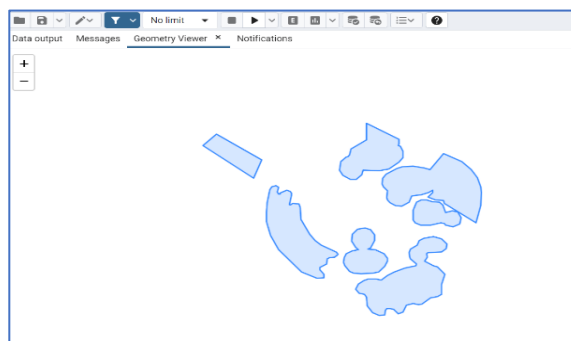 No limit
Data output Messages Geometry Viewer × Notifications
+
−